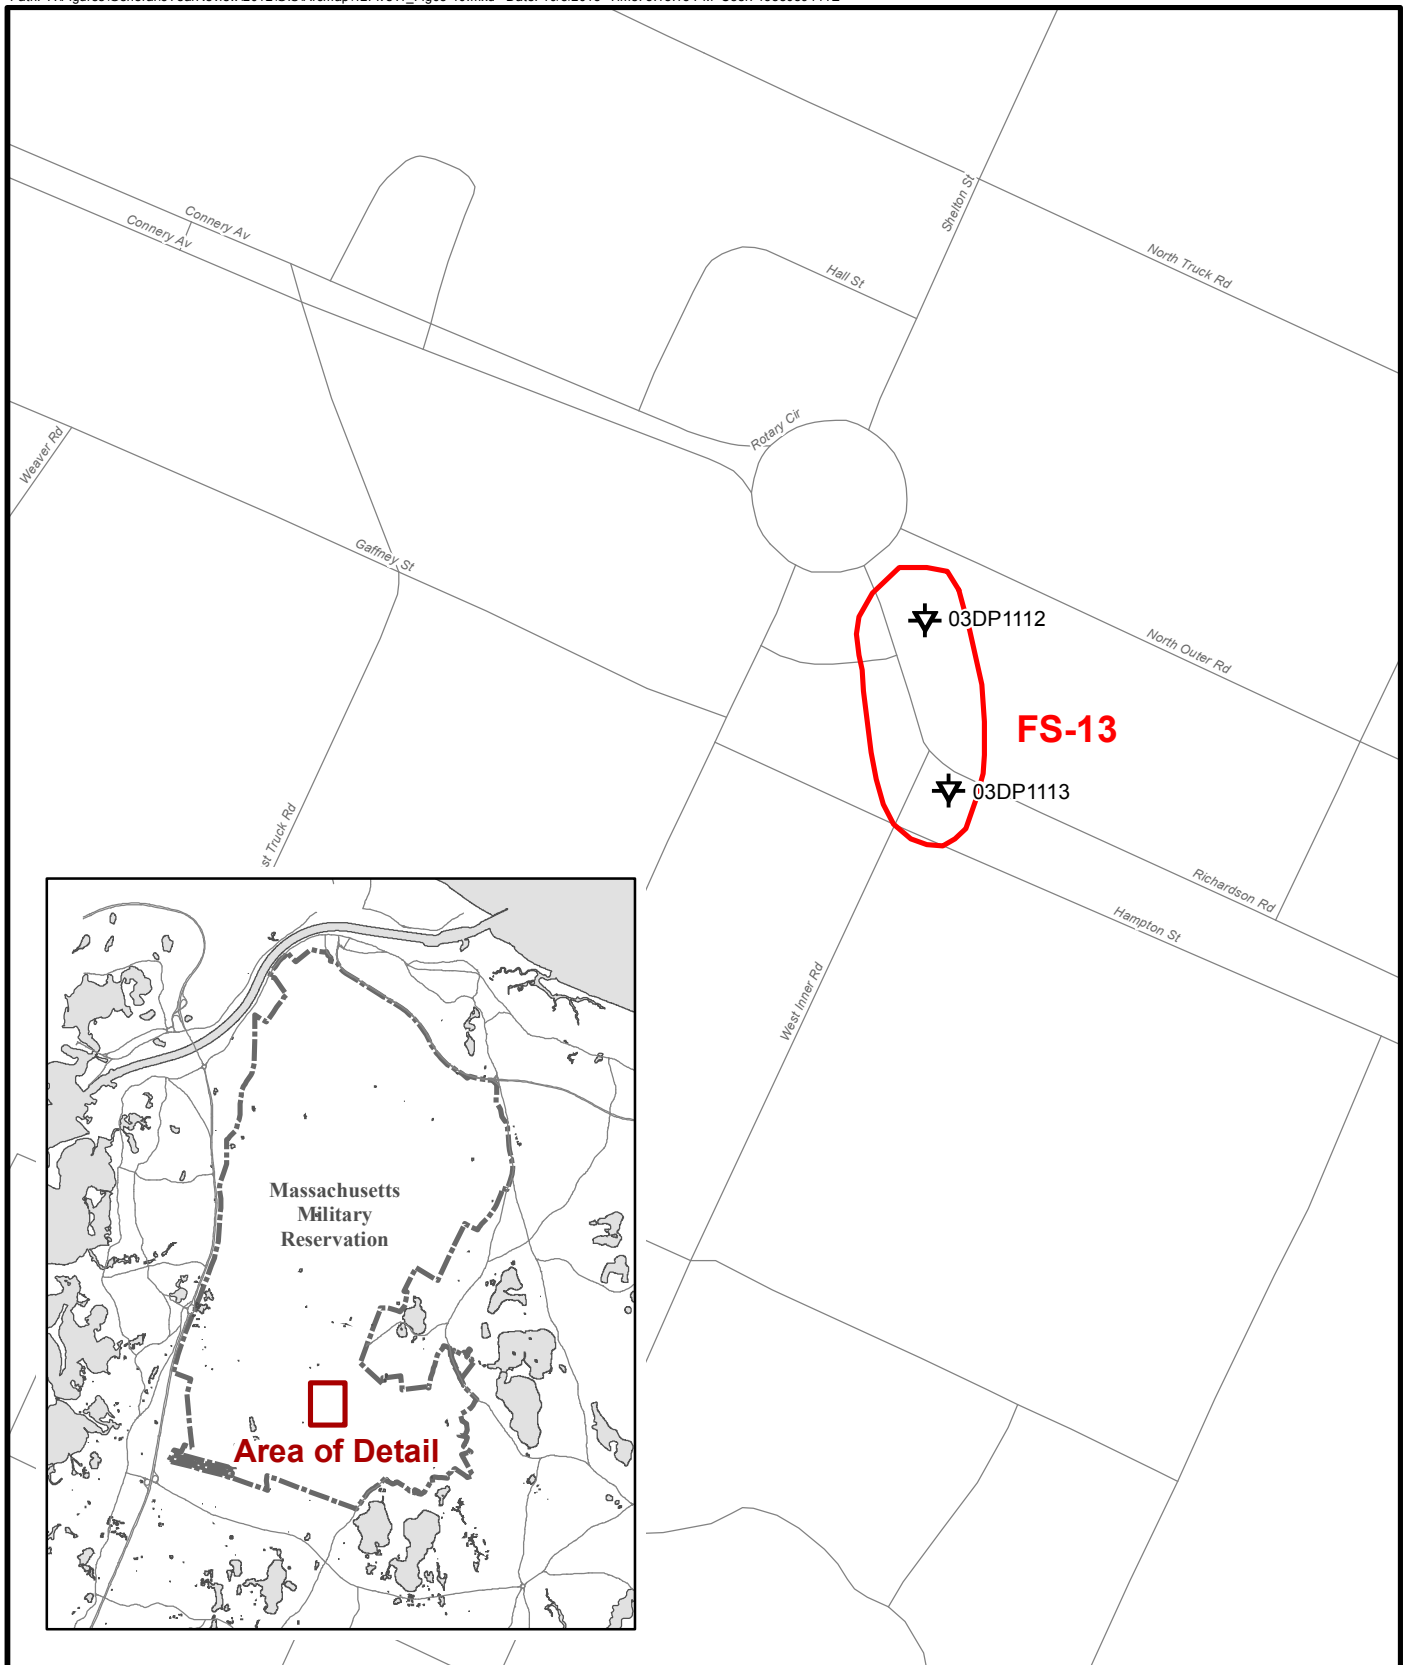 Shelton St
North Truck Rd
Connery Av
Connery Av
Hall St
Rotary Cir
Weaver Rd
Gaffney St
03DP1112
North Outer Rd
FS-13
03DP1113
st Truck Rd
Richardson Rd
Hampton St
West Inner Rd
Massachusetts
Military
Reservation
Area of Detail